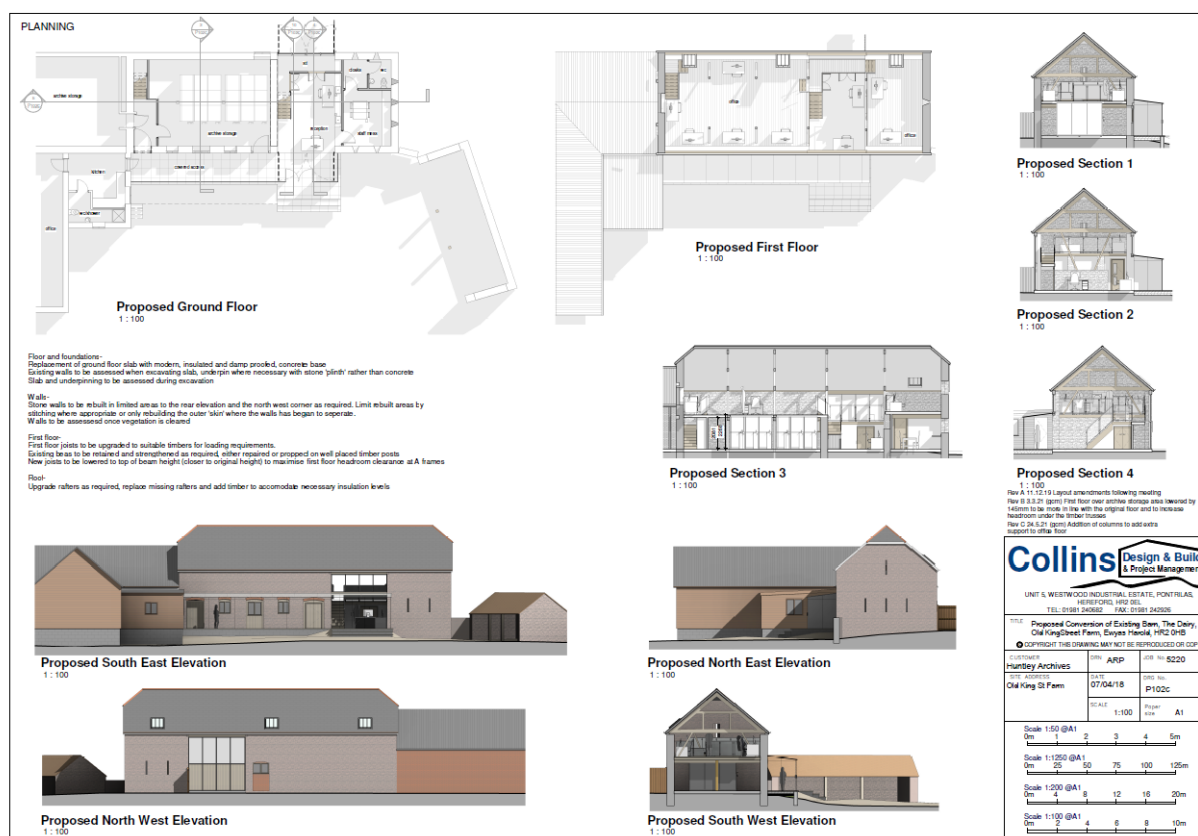 PLANNING
archive storage
archive storage
reception
staff mess
wc
covered access
kitchen
office
office
office
Proposed Ground Floor
1 : 100
Proposed First Floor
1 : 100
Proposed Section 1
1 : 100
Proposed Section 2
1 : 100
Proposed Section 3
1 : 100
Proposed Section 4
1 : 100
Floor and foundations-
Replacement of ground floor slab with modern, insulated and damp proofed, concrete base
Existing walls to be assessed when excavating slab, underpin where necessary with stone 'plinth' rather than concrete
Slab and underpinning to be assessed during excavation
Walls-
Stone walls to be rebuilt in limited areas to the rear elevation and the north west corner as required. Limit rebuilt areas by
stitching where appropriate or only rebuilding the outer 'skin' where the walls has began to seperate.
Walls to be assessed once vegetation is cleared
First floor-
First floor joists to be upgraded to suitable timbers for loading requirements.
Existing beas to be retained and strengthened as required, either repaired or propped on well placed timber posts
New joists to be lowered to top of beam height (closer to original height) to maximise first floor headroom clearance at A frames
Roof-
Upgrade rafters as required, replace missing rafters and add timber to accomodate necessary insulation levels
Rev A 11.12.19 Layout amendments following meeting
Rev B 3.3.21 (gcm) First floor over archive storage area lowered by
145mm to be more in line with the original floor and to increase
headroom under the timber trusses
Rev C 24.5.21 (gcm) Addition of columns to add extra
support to office floor
Proposed South East Elevation
1 : 100
Proposed North East Elevation
1 : 100
Proposed North West Elevation
1 : 100
Proposed South West Elevation
1 : 100
Collins Design & Build
& Project Management
UNIT 5, WESTWOOD INDUSTRIAL ESTATE, PONTRILAS,
HEREFORD, HR2 0EL
TEL: 01981 240682 FAX: 01981 242926
TITLE Proposed Conversion of Existing Barn, The Dairy,
Old KingStreet Farm, Ewyas Harold, HR2 0HB
© COPYRIGHT THIS DRAWING MAY NOT BE REPRODUCED OR COP
CUSTOMER
Huntley Archives
DRN ARP
JOB No. 5220
SITE ADDRESS
Old King St Farm
DATE
07/04/18
DRG No.
P102c
SCALE
1:100
Paper size A1
Scale 1:50 @A1
0m 1 2 3 4 5m
Scale 1:1250 @A1
0m 25 50 75 100 125m
Scale 1:200 @A1
0m 4 8 12 16 20m
Scale 1:100 @A1
0m 2 4 6 8 10m